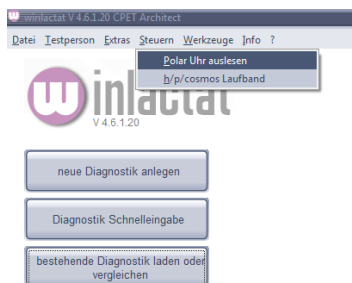 winlactat V 4.6.1.20 CPET Architect
Datei Testperson Extras Steuern Werkzeuge Info ?
Polar Uhr auslesen
h/p/cosmos Laufband
winlactat
V 4.6.1.20
neue Diagnostik anlegen
Diagnostik Schnelleingabe
bestehende Diagnostik laden oder
vergleichen